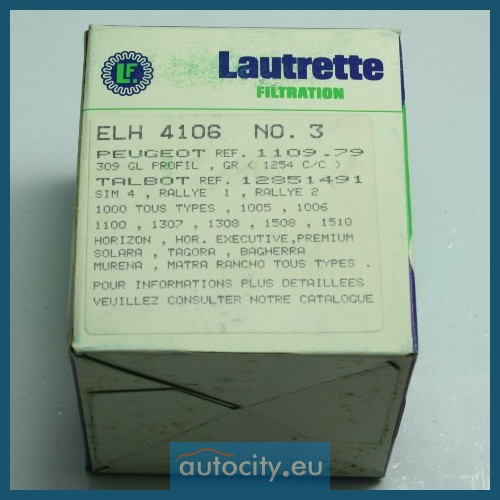 LF
Lautrette
FILTRATION
ELH 4106 NO. 3
PEUGEOT REF. 1109.79
309 GL PROFIL , GR ( 1254 C/C )
TALBOT REF. 12851491
SIM 4 , RALLYE 1 , RALLYE 2
1000 TOUS TYPES , 1005 , 1006
1100 , 1307 , 1308 , 1508 , 1510
HORIZON , HOR. EXECUTIVE,PREMIUM
SOLARA , TAGORA , BAGHERRA
MURENA , MATRA RANCHO TOUS TYPES .
POUR INFORMATIONS PLUS DETAILLEES
VEUILLEZ CONSULTER NOTRE CATALOGUE
autocity.eu